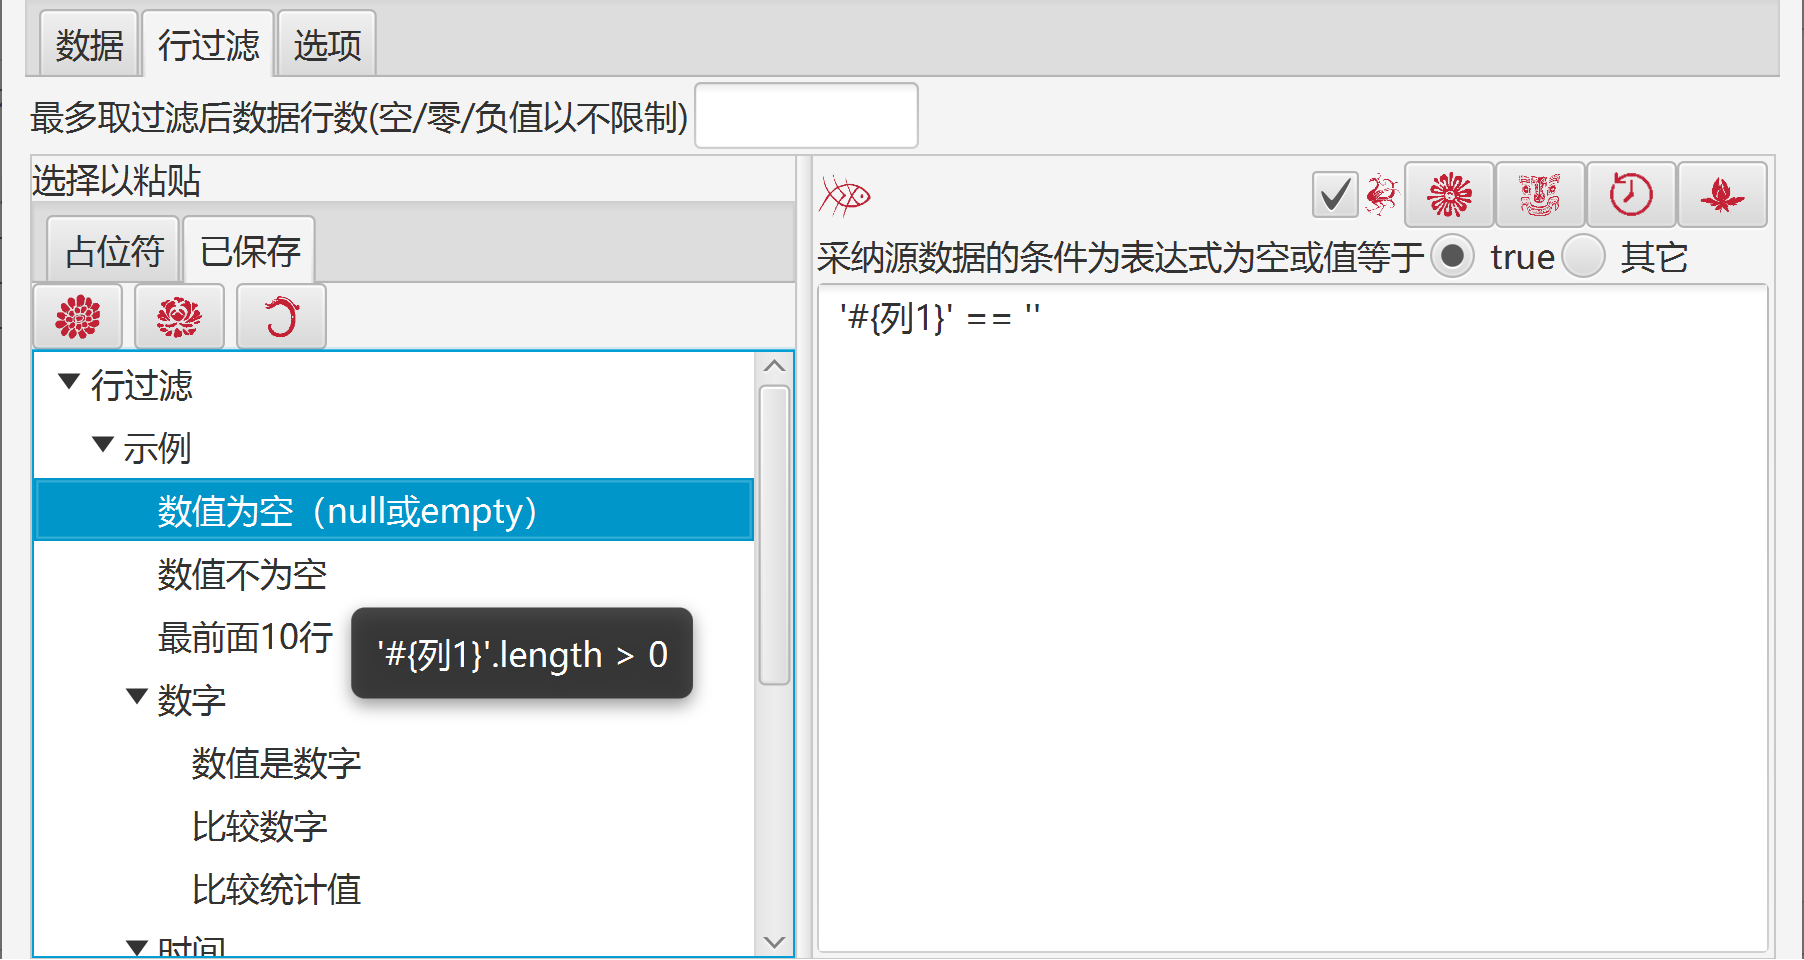 数据 行过滤 选项
最多取过滤后数据行数(空/零/负值以不限制)
选择以粘贴
占位符 已保存
行过滤
示例
数值为空（null或empty）
数值不为空
最前面10行
'#{列1}'.length > 0
数字
数值是数字
比较数字
比较统计值
时间
采纳源数据的条件为表达式为空或值等于 true 其它
'#{列1}' == ''